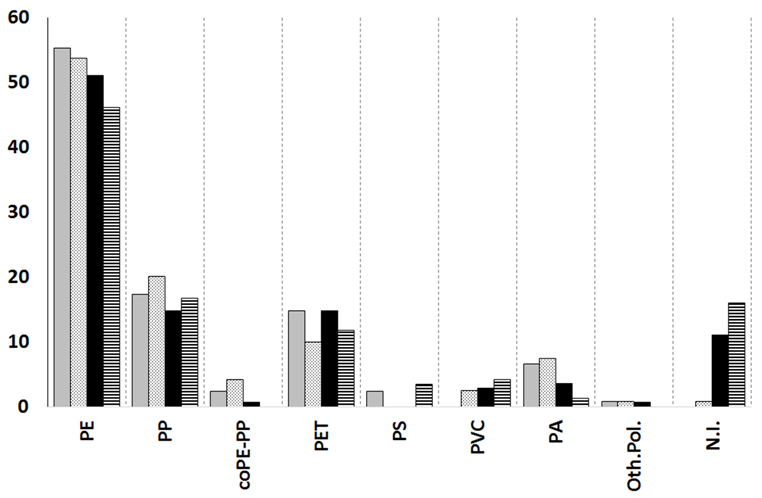 60
50
40
30
20
10
0
PE
PP
coPE-PP
PET
PS
PVC
PA
Oth.Pol.
N.I.